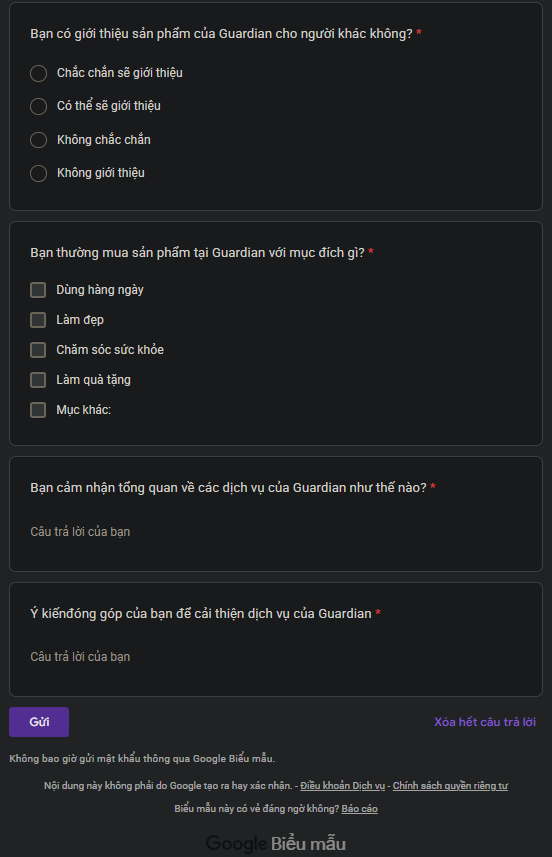 Bạn có giới thiệu sản phẩm của Guardian cho người khác không? *
Chắc chắn sẽ giới thiệu
Có thể sẽ giới thiệu
Không chắc chắn
Không giới thiệu
Bạn thường mua sản phẩm tại Guardian với mục đích gì? *
Dùng hàng ngày
Làm đẹp
Chăm sóc sức khỏe
Làm quà tặng
Mục khác:
Bạn cảm nhận tổng quan về các dịch vụ của Guardian như thế nào? *
Câu trả lời của bạn
Ý kiếnđóng góp của bạn để cải thiện dịch vụ của Guardian *
Câu trả lời của bạn
Gửi
Xóa hết câu trả lời
Không bao giờ gửi mật khẩu thông qua Google Biểu mẫu.
Nội dung này không phải do Google tạo ra hay xác nhận. - Điều khoản Dịch vụ - Chính sách quyền riêng tư
Biểu mẫu này có vẻ đáng ngờ không? Báo cáo
Google Biểu mẫu